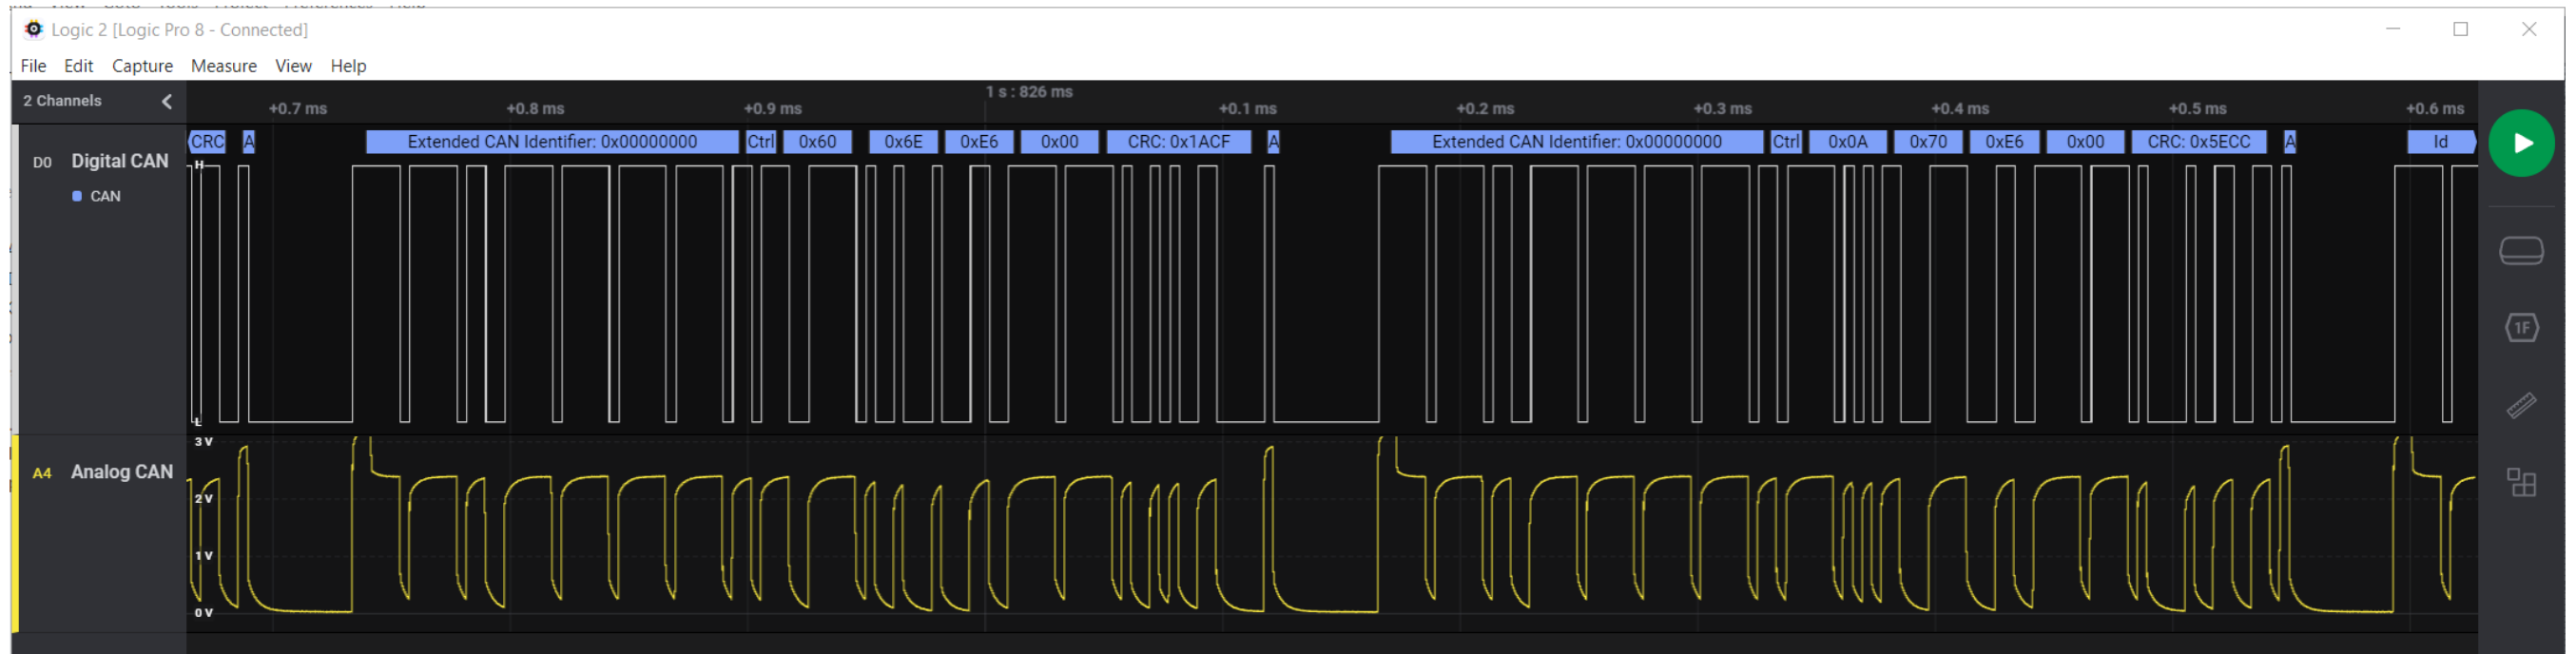 Logic 2 [Logic Pro 8 - Connected]
File Edit Capture Measure View Help
2 Channels
1 s : 826 ms
+0.7 ms +0.8 ms +0.9 ms +0.1 ms +0.2 ms +0.3 ms +0.4 ms +0.5 ms +0.6 ms
CRC A Extended CAN Identifier: 0x00000000 Ctrl 0x60 0x6E 0xE6 0x00 CRC: 0x1ACF A Extended CAN Identifier: 0x00000000 Ctrl 0x0A 0x70 0xE6 0x00 CRC: 0x5ECC A Id
D0 Digital CAN H
CAN
1F
L
3 V
A4 Analog CAN
2 V
1 V
0 V